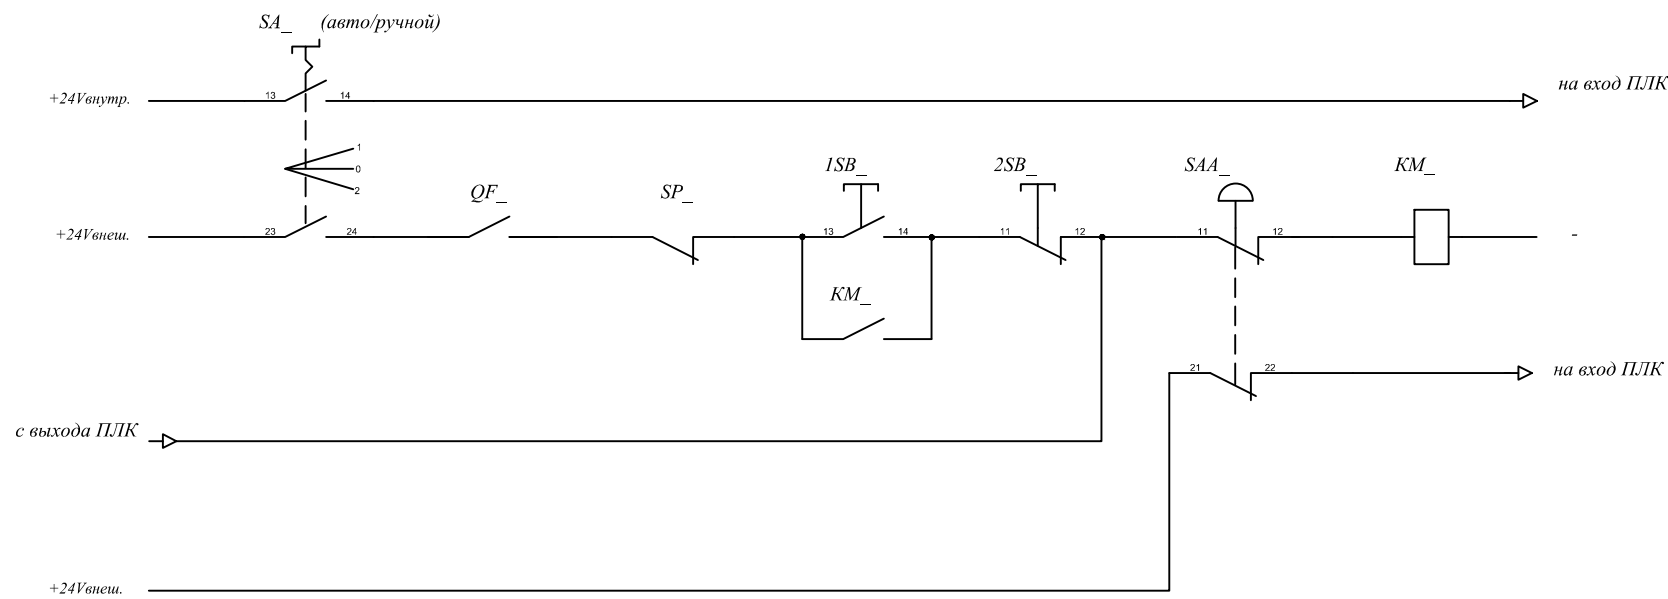 SA_ (авто/ручной)
на вход ПЛК
+24Vвнутр. 13 14
1
0
2
1SB_ 2SB_ SAA_ KM_
QF_ SP_
+24Vвнеш. 23 24 13 14 11 12 11 12 -
KM_
21 22 на вход ПЛК
с выхода ПЛК
+24Vвнеш.